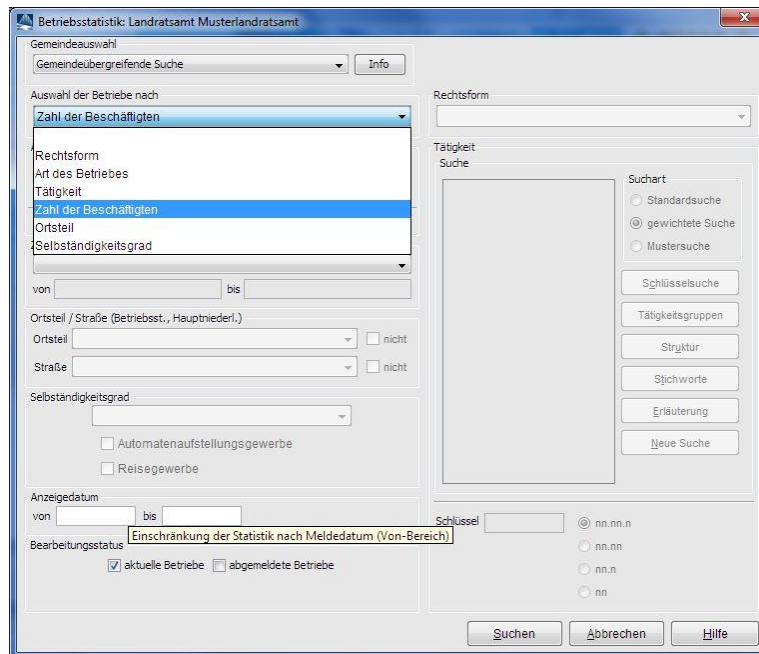 Betriebsstatistik: Landratsamt Musterlandratsamt
Gemeindeauswahl
Gemeindeübergreifende Suche
Info
Auswahl der Betriebe nach
Zahl der Beschäftigten
Rechtsform
Art des Betriebes
Tätigkeit
Zahl der Beschäftigten
Ortsteil
Selbständigkeitsgrad
von bis
Ortsteil / Straße (Betriebsst., Hauptniederl.)
Ortsteil nicht
Straße nicht
Selbständigkeitsgrad
Automatenaufstellungsgewerbe
Reisegewerbe
Anzeigedatum
von bis
Einschränkung der Statistik nach Meldedatum (Von-Bereich)
Bearbeitungsstatus
aktuelle Betriebe abgemeldete Betriebe
Rechtsform
Tätigkeit
Suche
Suchart
Standardsuche
gewichtete Suche
Mustersuche
Schlüsselsuche
Tätigkeitsgruppen
Struktur
Stichworte
Erläuterung
Neue Suche
Schlüssel
nn.nn.n
nn.nn
nn.n
nn
Suchen Abbrechen Hilfe